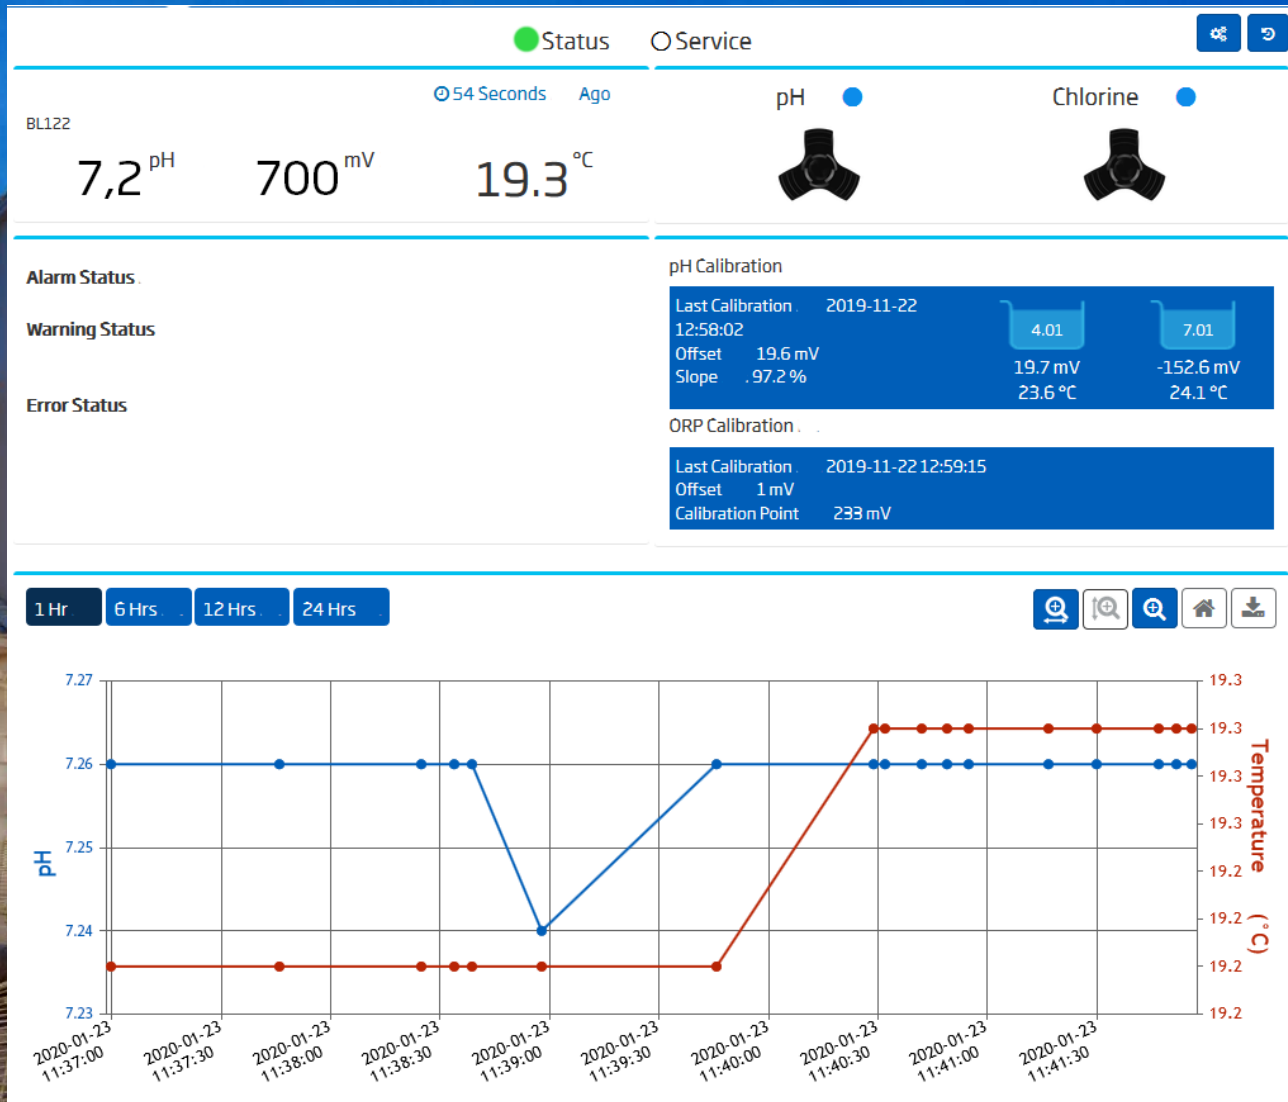 Status Service
54 Seconds Ago
BL122
7,2 pH 700 mV 19.3 °C
pH Chlorine
Alarm Status
Warning Status
Error Status
pH Calibration
Last Calibration 2019-11-22
12:58:02
Offset 19.6 mV
Slope 97.2 %
4.01 7.01
19.7 mV -152.6 mV
23.6 °C 24.1 °C
ORP Calibration
Last Calibration 2019-11-22 12:59:15
Offset 1 mV
Calibration Point 233 mV
1 Hr 6 Hrs 12 Hrs 24 Hrs
7.27
7.26
7.25
7.24
7.23
pH
19.3
19.3
19.3
19.3
19.2
19.2
19.2
19.2
Temperature (°C)
2020-01-23
11:37:00
2020-01-23
11:37:30
2020-01-23
11:38:00
2020-01-23
11:38:30
2020-01-23
11:39:00
2020-01-23
11:39:30
2020-01-23
11:40:00
2020-01-23
11:40:30
2020-01-23
11:41:00
2020-01-23
11:41:30